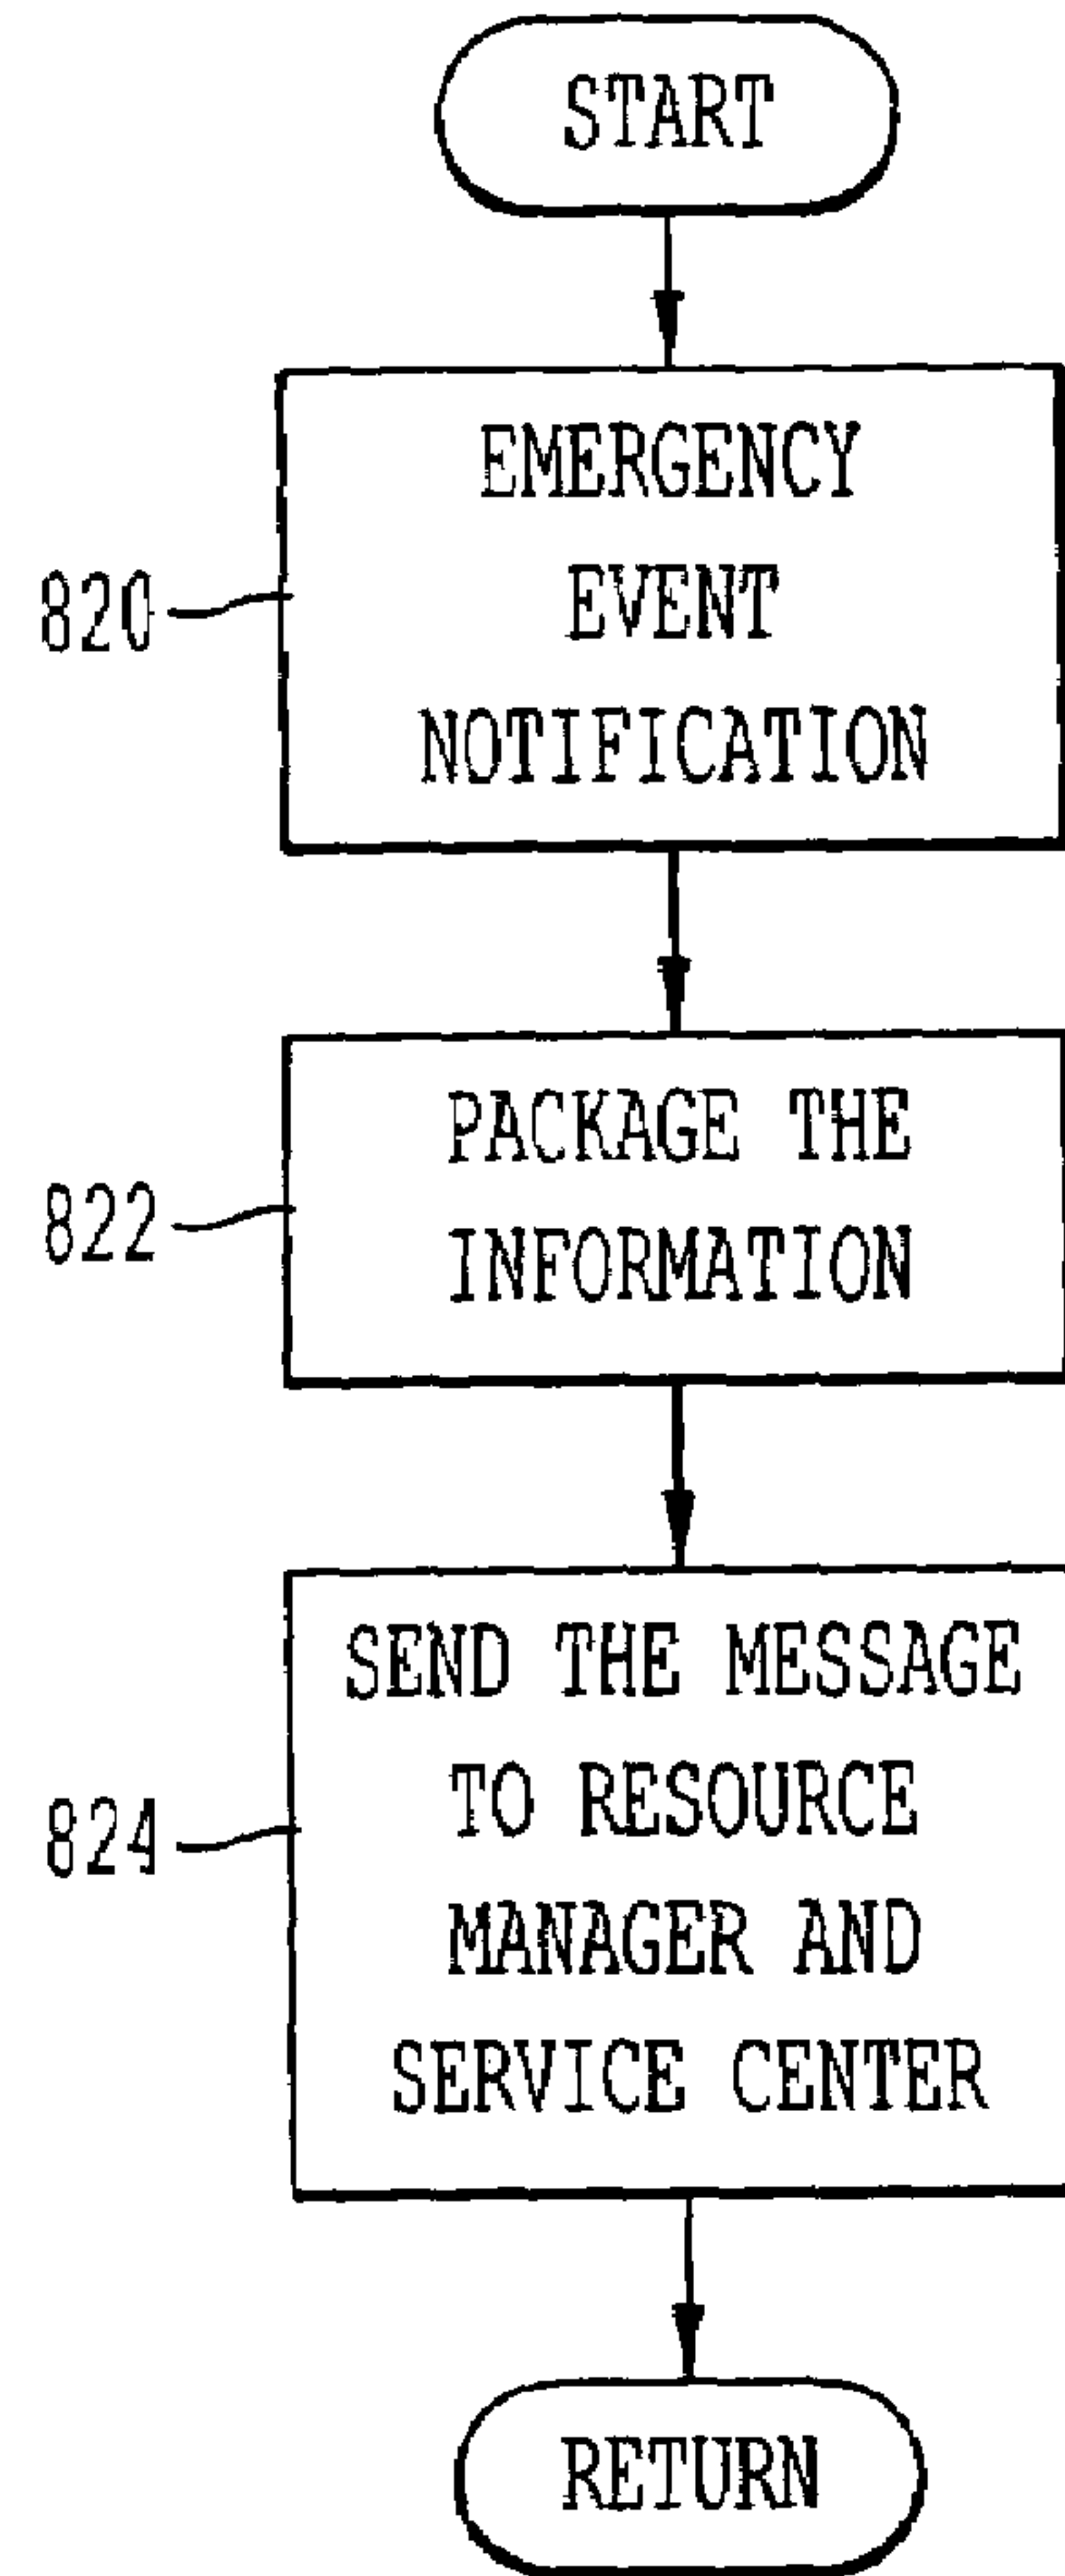 START
EMERGENCY
EVENT
NOTIFICATION
820
PACKAGE THE
INFORMATION
822
SEND THE MESSAGE
TO RESOURCE
MANAGER AND
SERVICE CENTER
824
RETURN